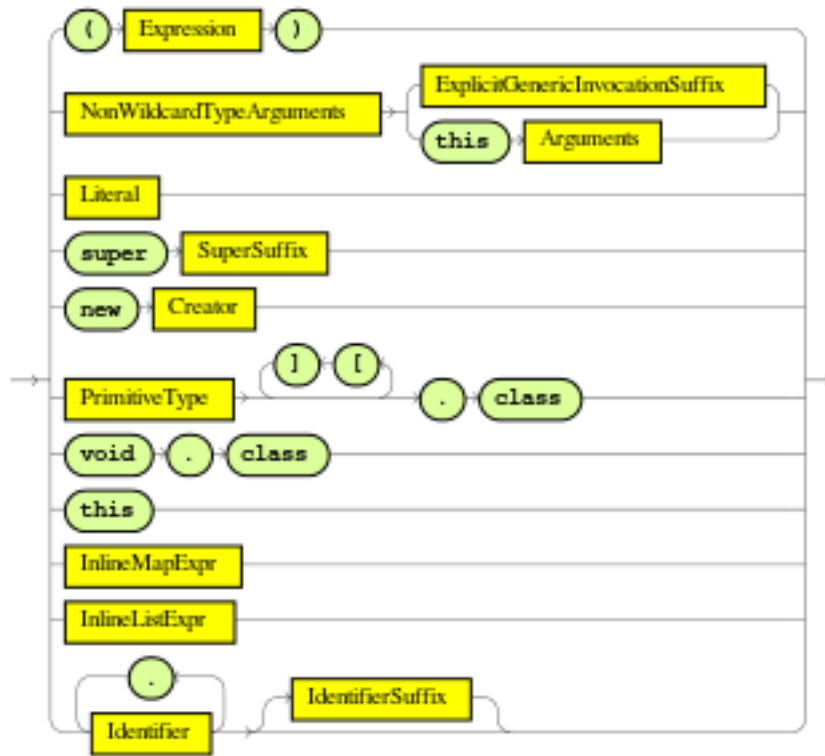 ( Expression )
ExplicitGenericInvocationSuffix
NonWildcardTypeArguments
this Arguments
Literal
super SuperSuffix
new Creator
] [
PrimitiveType . class
void . class
this
InlineMapExpr
InlineListExpr
.
IdentifierSuffix
Identifier